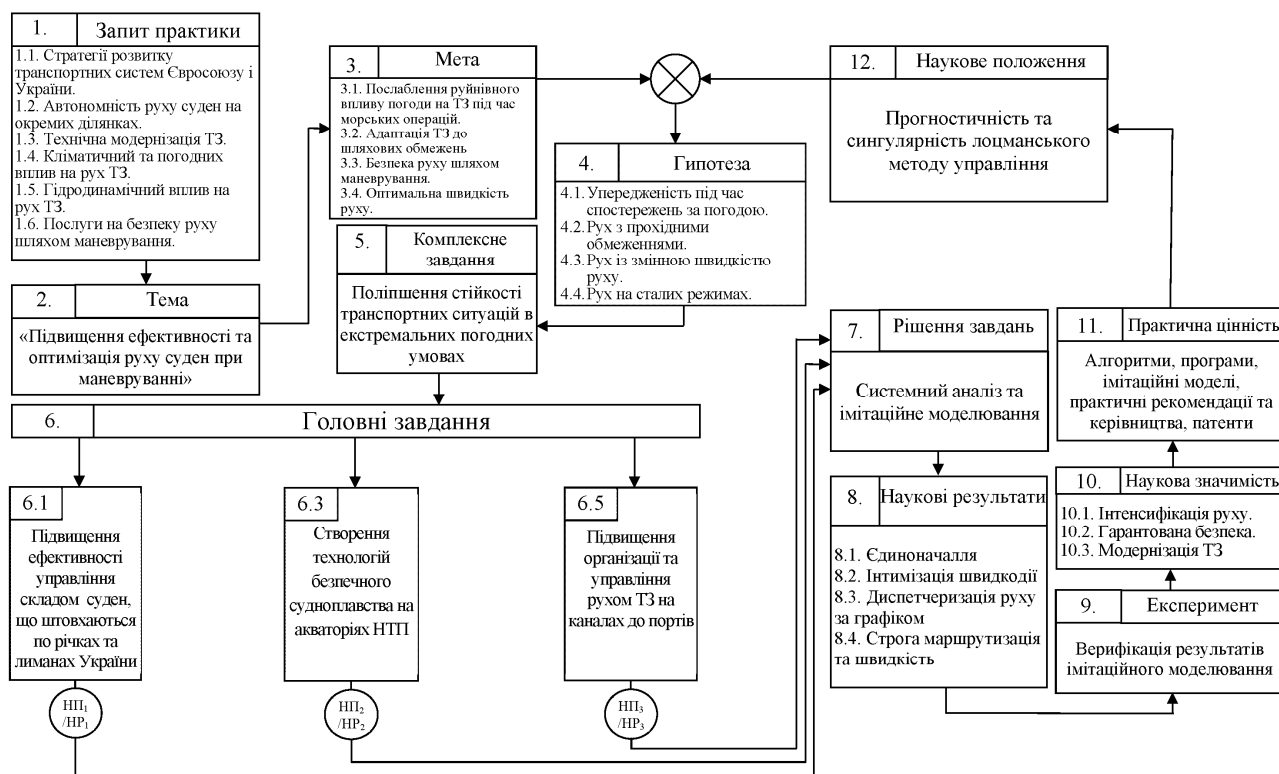 1. Запит практики
1.1. Стратегії розвитку
транспортних систем Євросоюзу і
України.
1.2. Автономність руху суден на
окремих ділянках.
1.3. Технічна модернізація ТЗ.
1.4. Кліматичний та погодних
вплив на рух ТЗ.
1.5. Гідродинамічний вплив на
рух ТЗ.
1.6. Послуги на безпеку руху
шляхом маневрування.
2. Тема
«Підвищення ефективності та
оптимізація руху суден при
маневруванні»
3. Мета
3.1. Послаблення руйнівного
впливу погоди на ТЗ під час
морських операцій.
3.2. Адаптація ТЗ до
шляхових обмежень
3.3. Безпека руху шляхом
маневрування.
3.4. Оптимальна швидкість
руху.
4. Гипотеза
4.1. Упередженість під час
спостережень за погодою.
4.2. Рух з прохідними
обмеженнями.
4.3. Рух із змінною швидкістю
руху.
4.4. Рух на сталих режимах.
5. Комплексне
завдання
Поліпшення стійкості
транспортних ситуацій в
екстремальних погодних
умовах
6. Головні завдання
6.1
Підвищення
ефективності
управління
складом суден,
що штовхаються
по річках та
лиманах України
НП₁
/НР₁
6.3
Створення
технологій
безпечного
судноплавства на
акваторіях НТП
НП₂
/НР₂
6.5
Підвищення
організації та
управління
рухом ТЗ на
каналах до портів
НП₃
/НР₃
7. Рішення завдань
Системний аналіз та
імітаційне моделювання
8. Наукові результати
8.1. Єдиноначалля
8.2. Інтимізація швидкодії
8.3. Диспетчеризація руху
за графіком
8.4. Строга маршрутизація
та швидкість
9. Експеримент
Верифікація результатів
імітаційного моделювання
10. Наукова значимість
10.1. Інтенсифікація руху.
10.2. Гарантована безпека.
10.3. Модернізація ТЗ
11. Практична цінність
Алгоритми, програми,
імітаційні моделі,
практичні рекомендації та
керівництва, патенти
12. Наукове положення
Прогностичність та
сингулярність лоцманського
методу управління